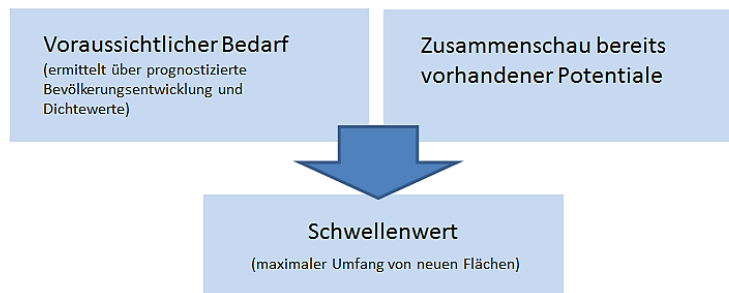 Voraussichtlicher Bedarf
(ermittelt über prognostizierte
Bevölkerungsentwicklung und
Dichtewerte)
Zusammenschau bereits
vorhandener Potentiale
Schwellenwert
(maximaler Umfang von neuen Flächen)